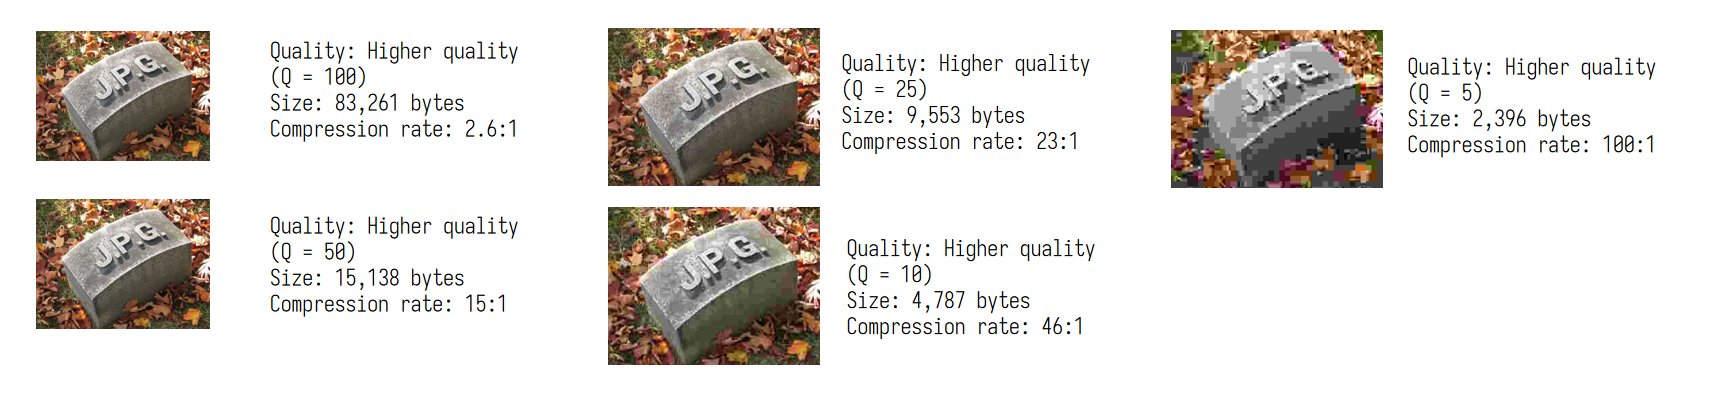 J.P.G.
Quality: Higher quality
(Q = 100)
Size: 83,261 bytes
Compression rate: 2.6:1
J.P.G.
Quality: Higher quality
(Q = 50)
Size: 15,138 bytes
Compression rate: 15:1
J.P.G.
Quality: Higher quality
(Q = 25)
Size: 9,553 bytes
Compression rate: 23:1
J.P.G.
Quality: Higher quality
(Q = 10)
Size: 4,787 bytes
Compression rate: 46:1
J.P.G.
Quality: Higher quality
(Q = 5)
Size: 2,396 bytes
Compression rate: 100:1